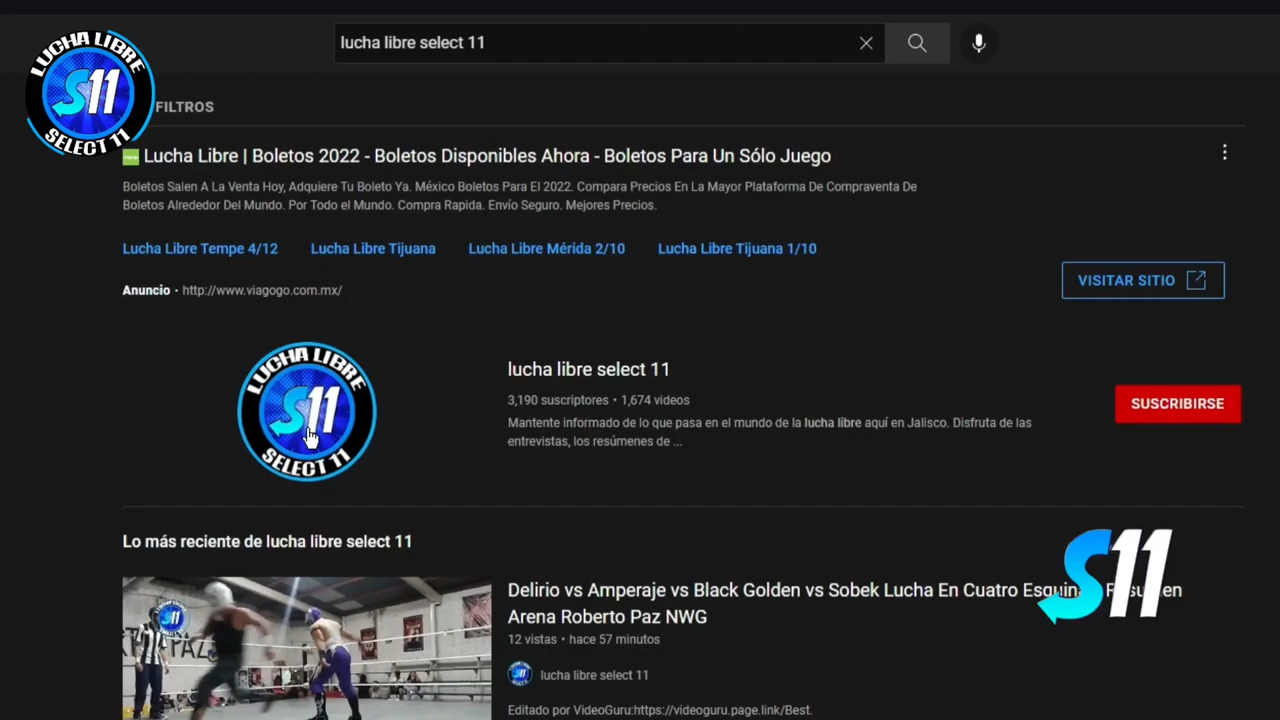 LUCHA LIBRE
S11
SELECT 11
lucha libre select 11
FILTROS
Lucha Libre | Boletos 2022 - Boletos Disponibles Ahora - Boletos Para Un Sólo Juego
Boletos Salen A La Venta Hoy, Adquiere Tu Boleto Ya. México Boletos Para El 2022. Compara Precios En La Mayor Plataforma De Compraventa De
Boletos Alrededor Del Mundo. Por Todo el Mundo. Compra Rapida. Envío Seguro. Mejores Precios.
Lucha Libre Tempe 4/12 Lucha Libre Tijuana Lucha Libre Mérida 2/10 Lucha Libre Tijuana 1/10
Anuncio · http://www.viagogo.com.mx/
VISITAR SITIO
LUCHA LIBRE
S11
SELECT 11
lucha libre select 11
3,190 suscriptores • 1,674 videos
Mantente informado de lo que pasa en el mundo de la lucha libre aquí en Jalisco. Disfruta de las
entrevistas, los resúmenes de ...
SUSCRIBIRSE
Lo más reciente de lucha libre select 11
S11
Delirio vs Amperaje vs Black Golden vs Sobek Lucha En Cuatro
Arena Roberto Paz NWG
12 vistas • hace 57 minutos
S11
lucha libre select 11
Editado por VideoGuru:https://videoguru.page.link/Best.
S11